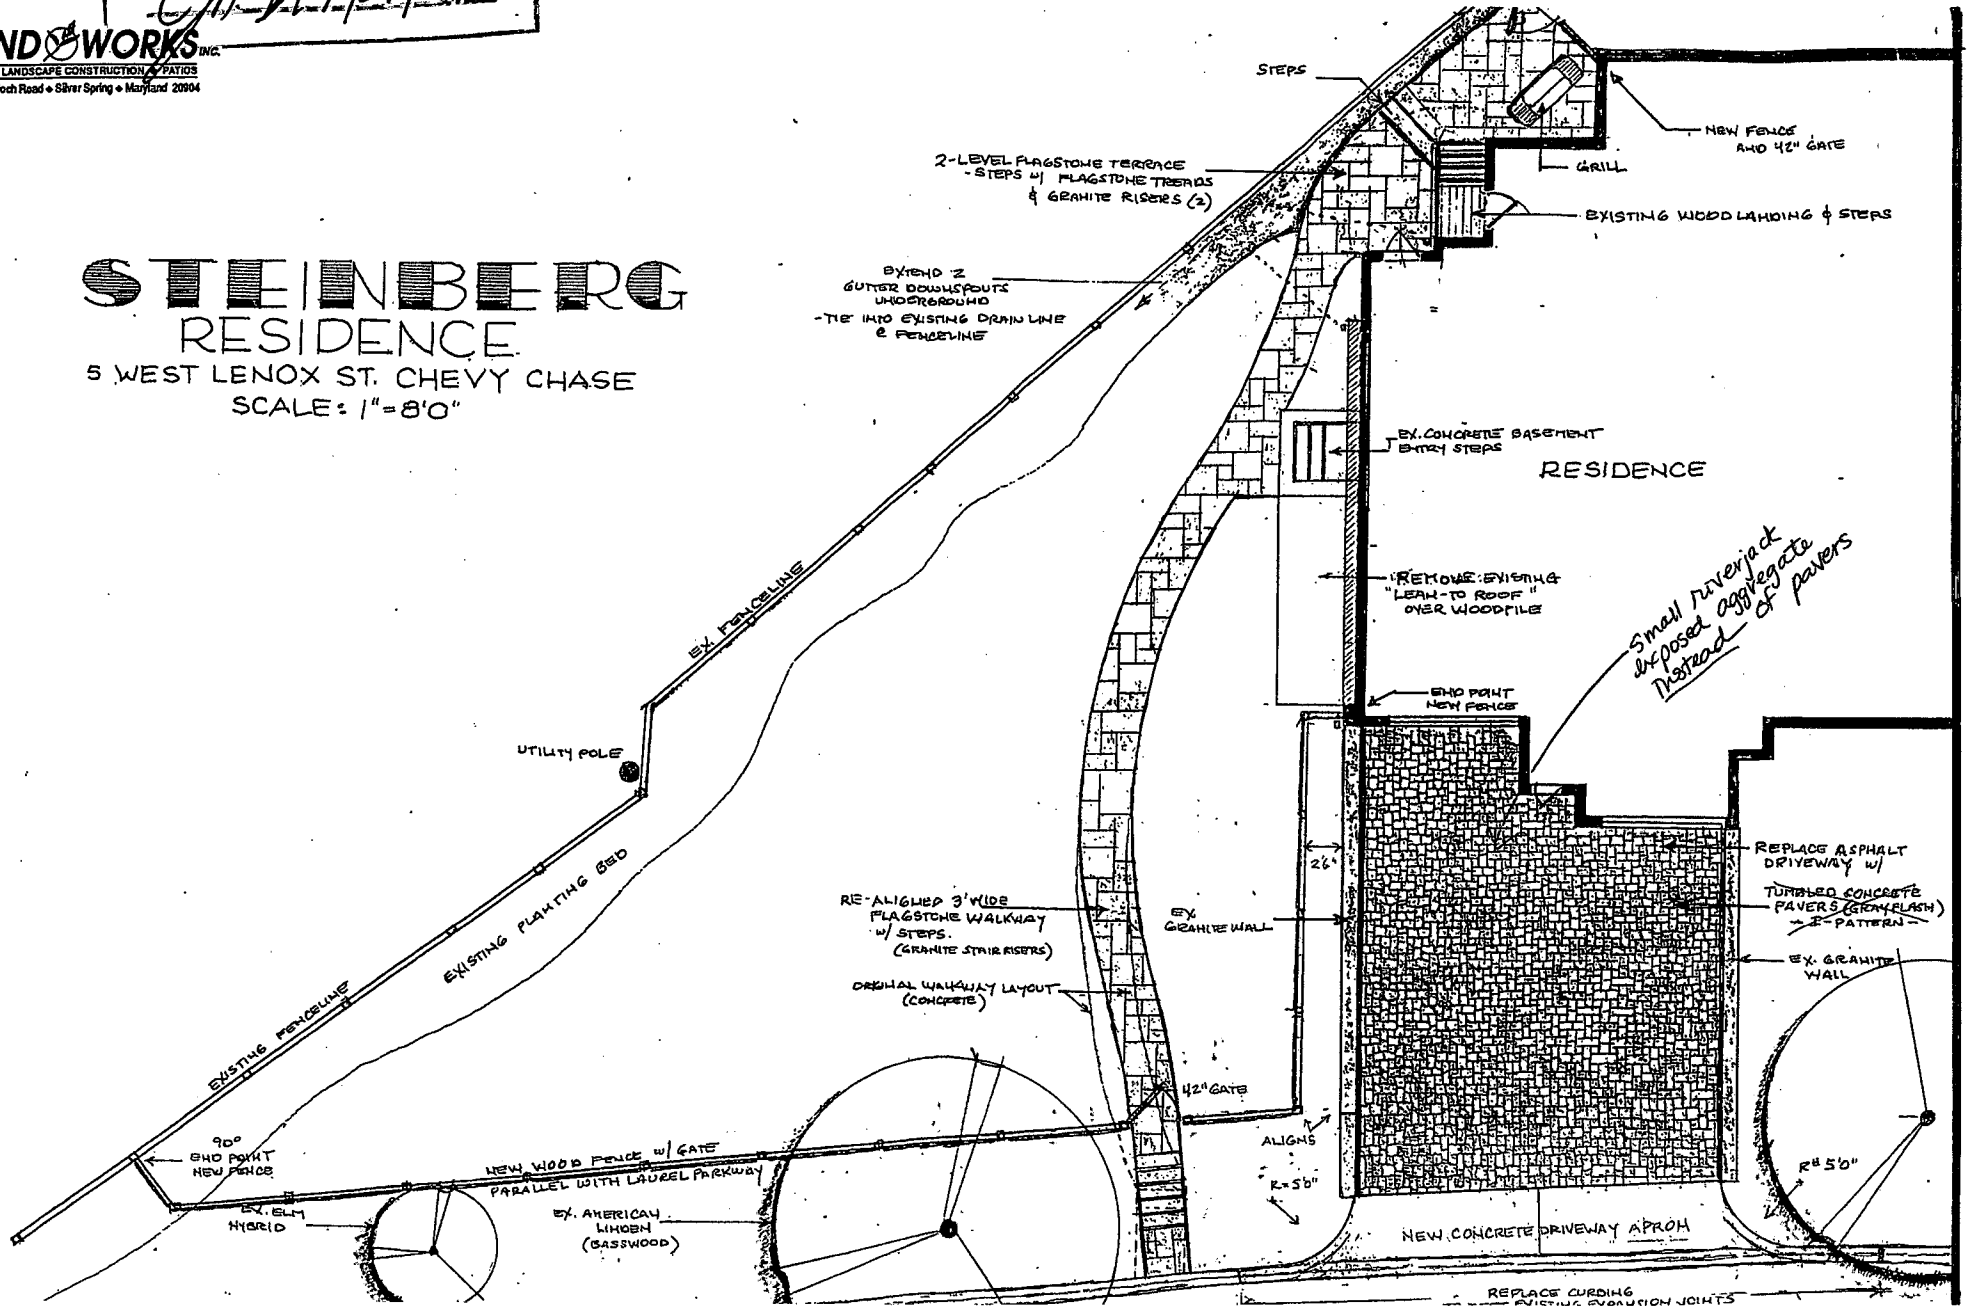 ND WORKS INC.
LANDSCAPE CONSTRUCTION & PATIOS
och Road ◆ Silver Spring ◆ Maryland 20904
STEPS
NEW FENCE
AND 42" GATE
GRILL
2-LEVEL FLAGSTONE TERRACE
-STEPS W/ FLAGSTONE TREADS
& GRANITE RISERS (2)
EXISTING WOOD LANDING & STEPS
STEINBERG
RESIDENCE
5 WEST LENOX ST. CHEVY CHASE
SCALE: 1"=8'0"
EXTEND 2
GUTTER DOWNSPOUTS
UNDERGROUND
-TIE INTO EXISTING DRAIN LINE
@ FENCELINE
EX. CONCRETE BASEMENT
ENTRY STEPS
RESIDENCE
REMOVE EXISTING
"LEAN-TO ROOF"
OVER WOODPILE
small riverjack
exposed aggregate
instead of pavers
EX. FENCELINE
END POINT
NEW FENCE
UTILITY POLE
2'6"
REPLACE ASPHALT
DRIVEWAY W/
TUMBLED CONCRETE
PAVERS (GRAYFLASH)
- I-PATTERN -
EXISTING PLANTING BED
RE-ALIGNED 3' WIDE
FLAGSTONE WALKWAY
W/ STEPS.
(GRANITE STAIR RISERS)
EX.
GRANITE WALL
EX. GRANITE
WALL
ORIGINAL WALKWAY LAYOUT
(CONCRETE)
EXISTING FENCELINE
42" GATE
ALIGNS
90°
END POINT
NEW FENCE
NEW WOOD FENCE W/ GATE
PARALLEL WITH LAUREL PARKWAY
R=5'0"
R=5'0"
EX. ELM
HYBRID
EX. AMERICAN
LINDEN
(BASSWOOD)
NEW CONCRETE DRIVEWAY APRON
REPLACE CURBING
EXISTING EXPANSION JOINTS